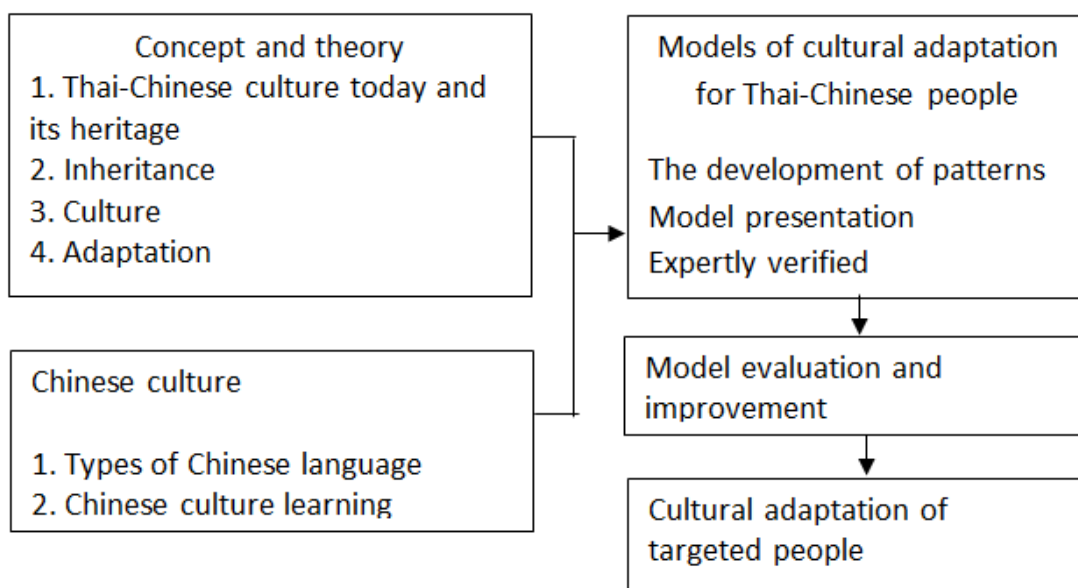 Concept and theory
1. Thai-Chinese culture today and
its heritage
2. Inheritance
3. Culture
4. Adaptation
Chinese culture
1. Types of Chinese language
2. Chinese culture learning
Models of cultural adaptation
for Thai-Chinese people
The development of patterns
Model presentation
Expertly verified
Model evaluation and
improvement
Cultural adaptation of
targeted people